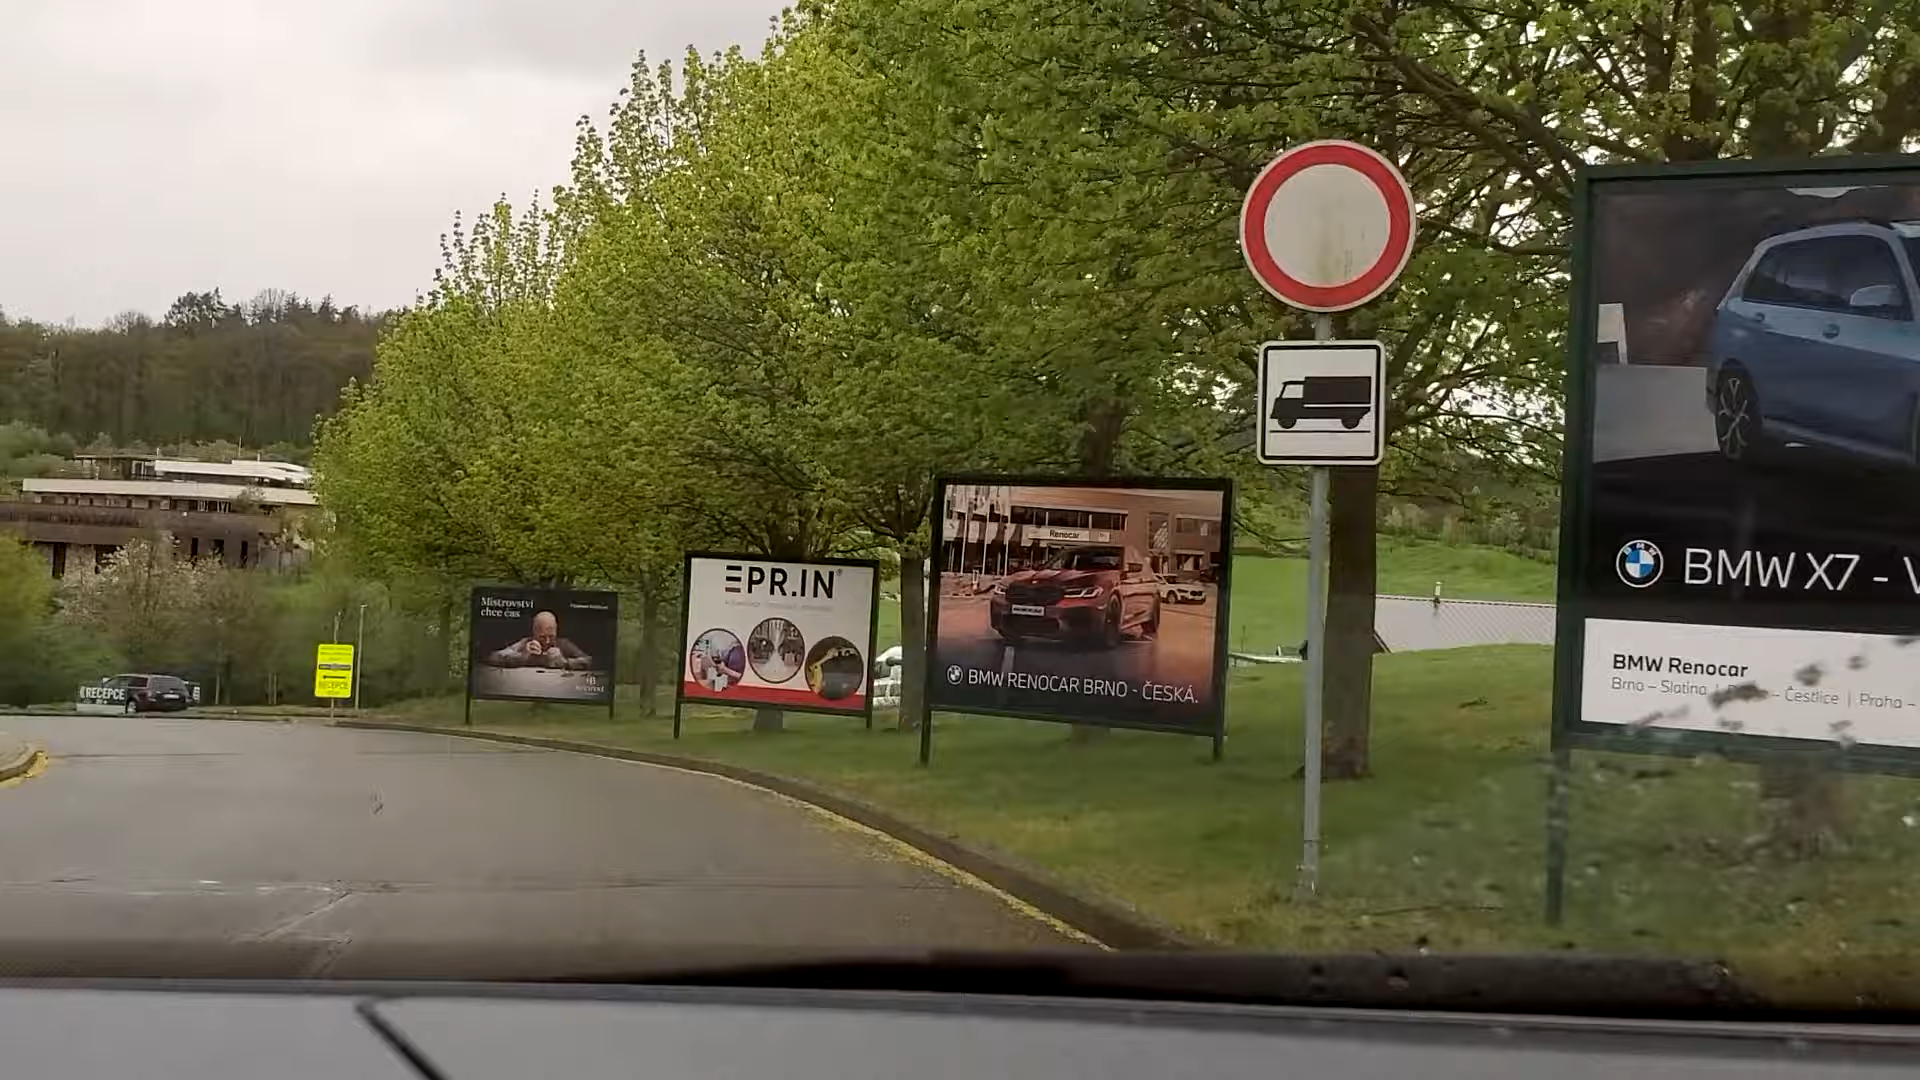 RECEPCE
RECEPCE
Mistrovství
chce čas
EPR.IN
Renocar
BMW RENOCAR BRNO - ČESKÁ.
BMW X7 - V
BMW Renocar
Brno – Slatina | – Čestlice | Praha –